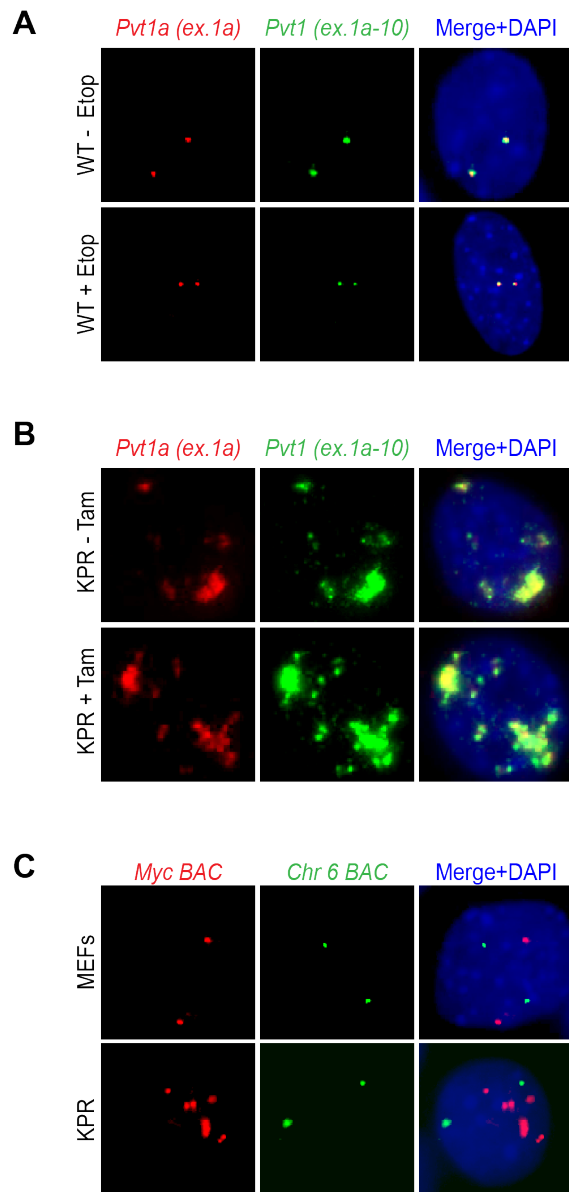 A
Pvt1a (ex.1a) Pvt1 (ex.1a-10) Merge+DAPI
WT - Etop
WT + Etop
B
Pvt1a (ex.1a) Pvt1 (ex.1a-10) Merge+DAPI
KPR - Tam
KPR + Tam
C
Myc BAC Chr 6 BAC Merge+DAPI
MEFs
KPR